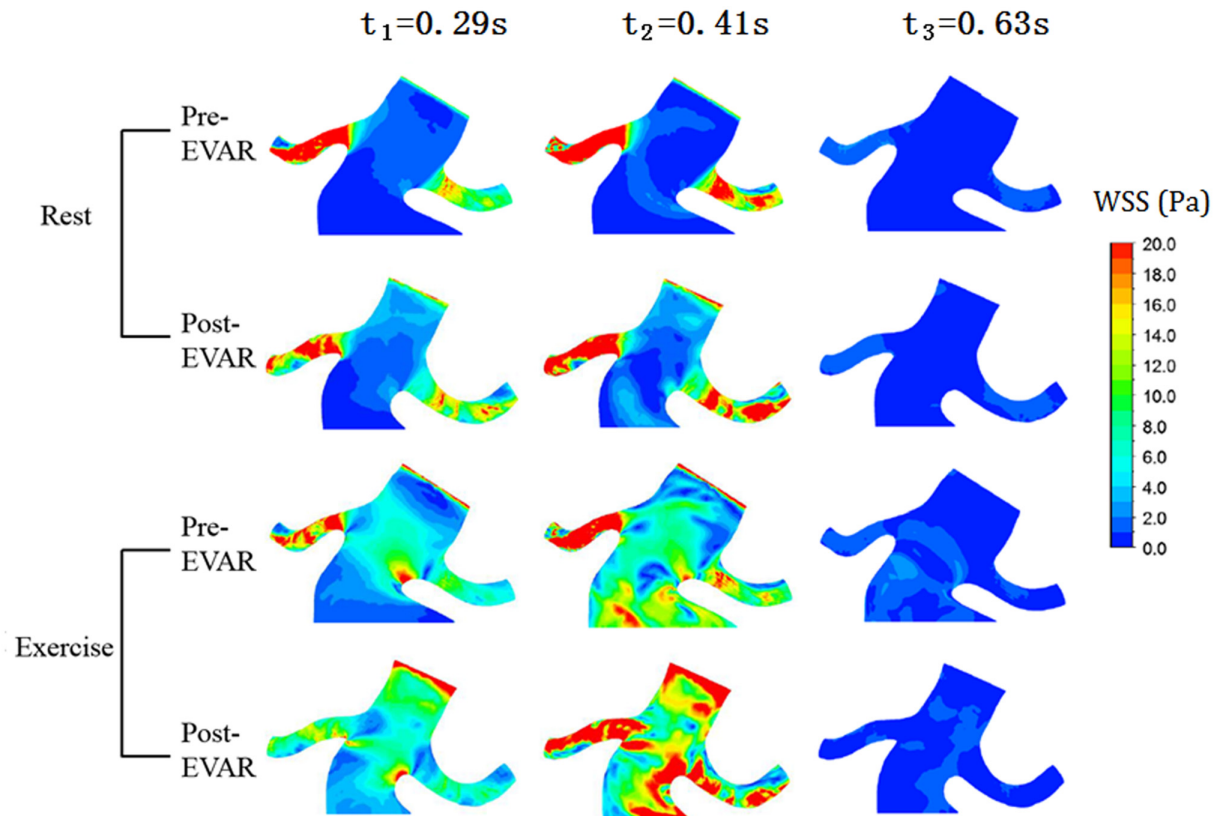 t₁=0.29s
t₂=0.41s
t₃=0.63s
Pre-
EVAR
Rest
Post-
EVAR
Pre-
EVAR
Exercise
Post-
EVAR
WSS (Pa)
20.0
18.0
16.0
14.0
12.0
10.0
8.0
6.0
4.0
2.0
0.0